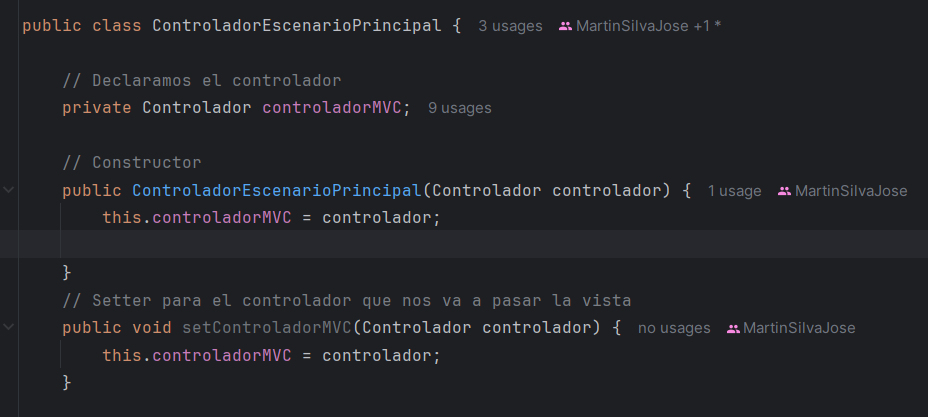 public class ControladorEscenarioPrincipal { 3 usages MartinSilvaJose +1 *
// Declaramos el controlador
private Controlador controladorMVC; 9 usages
// Constructor
public ControladorEscenarioPrincipal(Controlador controlador) { 1 usage MartinSilvaJose
this.controladorMVC = controlador;
}
// Setter para el controlador que nos va a pasar la vista
public void setControladorMVC(Controlador controlador) { no usages MartinSilvaJose
this.controladorMVC = controlador;
}